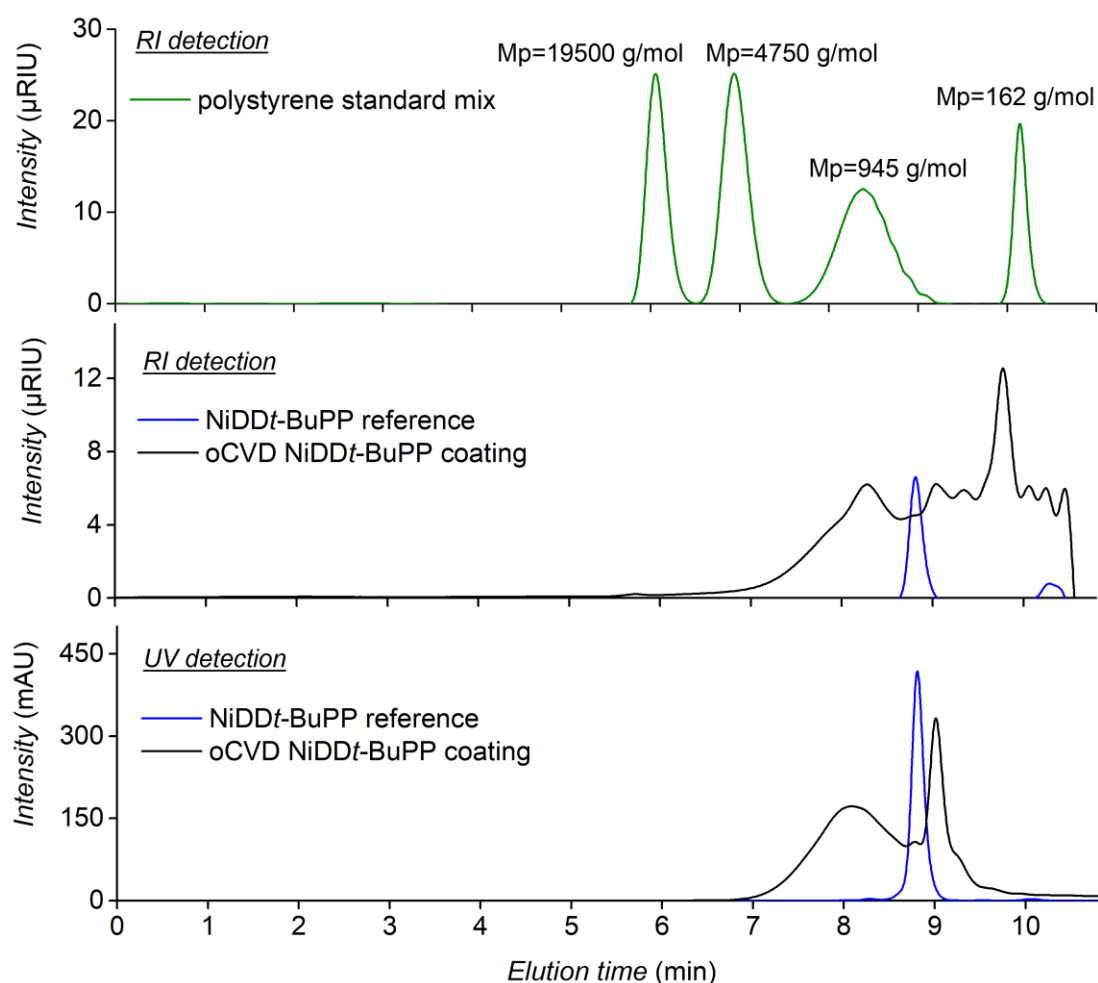 30
RI detection
Mp=19500 g/mol
Mp=4750 g/mol
polystyrene standard mix
Mp=162 g/mol
20
Mp=945 g/mol
Intensity (µRIU)
10
0
RI detection
12
NiDDt-BuPP reference
oCVD NiDDt-BuPP coating
8
Intensity (µRIU)
4
0
UV detection
450
NiDDt-BuPP reference
oCVD NiDDt-BuPP coating
300
Intensity (mAU)
150
0
0 1 2 3 4 5 6 7 8 9 10
Elution time (min)